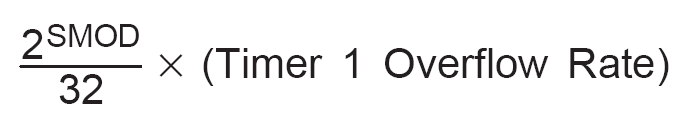 2^SMOD/32 × (Timer 1 Overflow Rate)